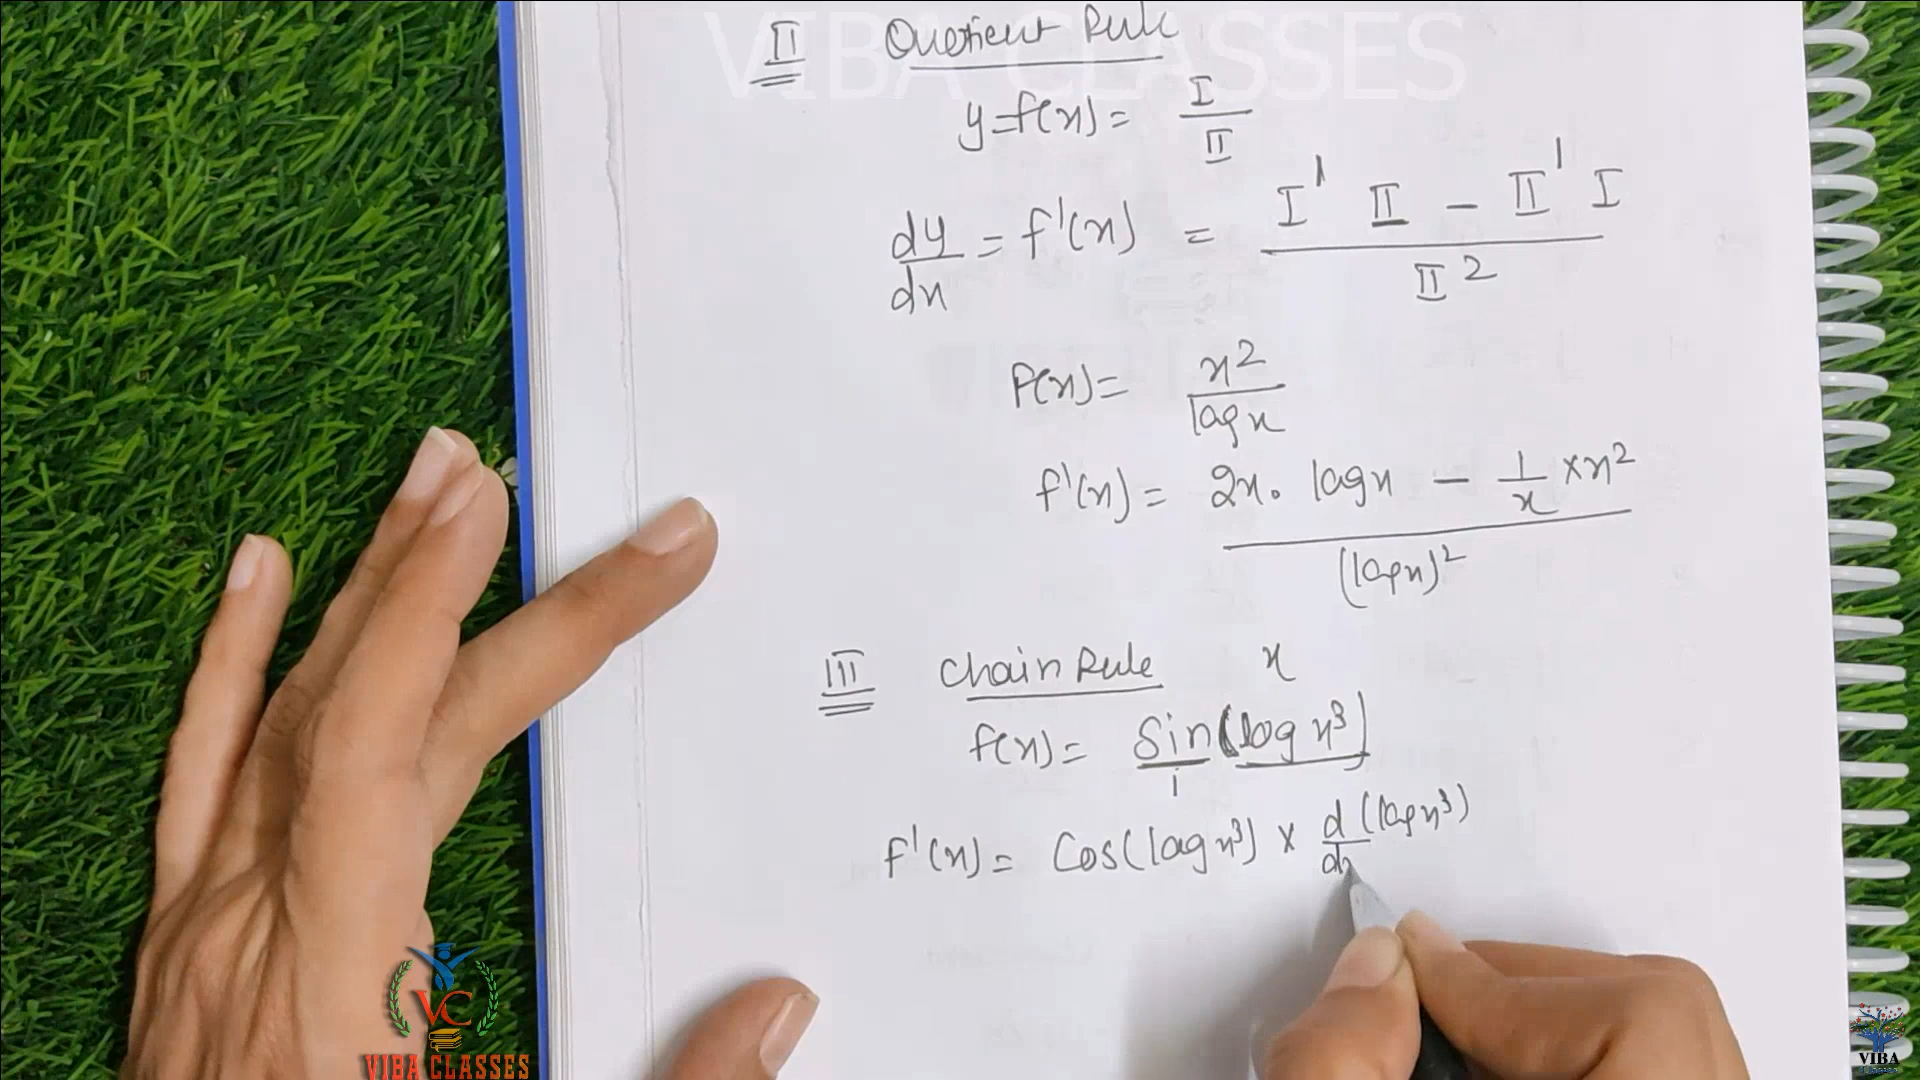 VIBA CLASSES
II Quotient Rule
y=f(x)= I/II
dy/dx = f'(x) = (I' II - II' I)/II²
f(x)= x²/log x
f'(x) = (2x. log x - 1/x × x²)/(log x)²
III Chain Rule x
f(x)= Sin(log x³)
f'(x)= Cos(log x³) × d/dx (log x³)
VC
VIBA CLASSES
VIBA